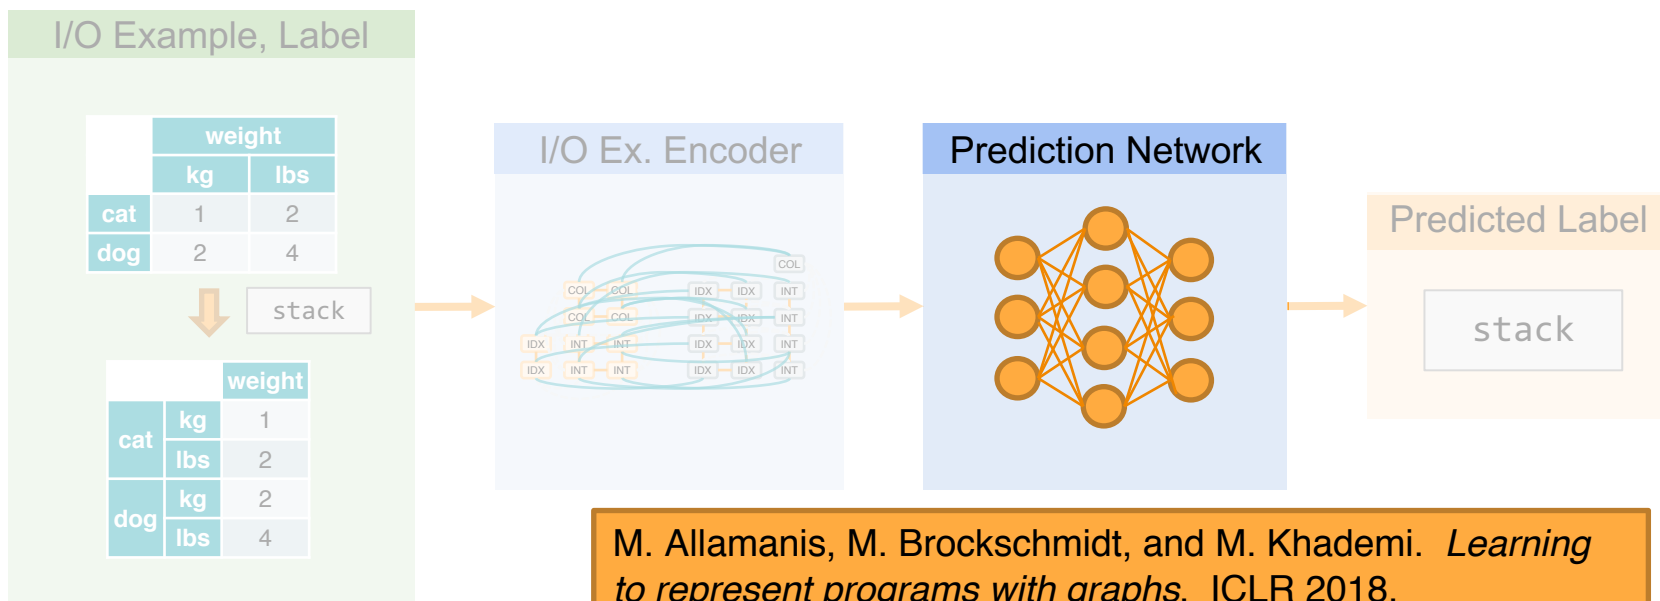 I/O Example, Label
weight
kg lbs
cat 1 2
dog 2 4
stack
weight
cat kg 1
lbs 2
dog kg 2
lbs 4
I/O Ex. Encoder
COL
COL COL IDX IDX INT
COL COL IDX IDX INT
IDX INT INT IDX IDX INT
IDX INT INT IDX IDX INT
Prediction Network
Predicted Label
stack
M. Allamanis, M. Brockschmidt, and M. Khademi. Learning
to represent programs with graphs. ICLR 2018.